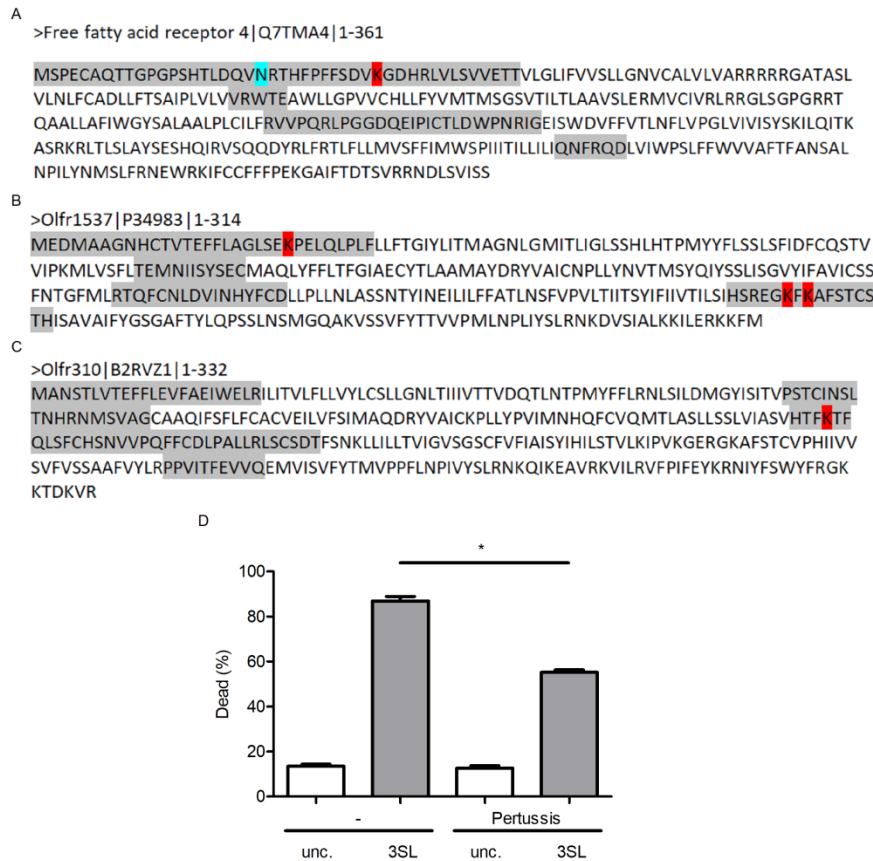 A
>Free fatty acid receptor 4|Q7TMA4|1-361
MSPECAQTTGPGPSHTLDQVNRTHFPFFSDVKGDHRLVLSVVETTVLGLIFVVSLLGNVCALVLVARRRRRGATASL
VLNLFCADLLFTSAIPLVLVVRWTEAWLLGPVVCHLLFYVMTMSGSVTILTLAAVSLERMVCIVRLRRGLSGPGRRT
QAALLAFIWGYSALAALPLCILFRVVPQRLPGGDQEIPICTLDWPNRIGEISWDVFFVTLNFLVPGLVIVISYSKILQITK
ASRKRLTLSLAYSESHQIRVSQQDYRLFRTLFLLMVSFFIMWSPIIITILLILIQNFRQDLVIWPSLFFWVVAFTFANSAL
NPILYNMSLFRNEWRKIFCCFFFPEKGAIFTDTSVRRNDLSVISS
B
>Olfr1537|P34983|1-314
MEDMAAGNHCTVTEFFLAGLSEKPELQLPLFLLFTGIYLITMAGNLGMITLIGLSSHLHTPMYYFLSSLSFIDFCQSTV
VIPKMLVSFLTEMNIISYSECMAQLYFFLTFGIAECYTLAAMAYDRYVAICNPLLYNVTMSYQIYSSLISGVYIFAVICSS
FNTGFMLRTQFCNLDVINHYFCDLLPLLNLASSNTYINEILILFFATLNSFVPVLTIITSYIFIIVTILSIHSREGKFKAFSTCS
THISAVAIFYGSGAFTYLQPSSLNSMGQAKVSSVFYTTVVPMLNPLIYSLRNKDVSIALKKILERKKFM
C
>Olfr310|B2RVZ1|1-332
MANSTLVTEFFLEVFAEIWELRILITVLFLLVYLCSLLGNLTIIIVTTVDQTLNTPMYFFLRNLSILDMGYISITVPSTCINSL
TNHRNMSVAGCAAQIFSFLFCACVEILVFSIMAQDRYVAICKPLLYPVIMNHQFCVQMTLASLLSSLVIASVHTFKTF
QLSFCHSNVVPQFFCDLPALLRLSCSDTFSNKLLILLTVIGVSGSCFVFIAISYIHILSTVLKIPVKGERGKAFSTCVPHIIVV
SVFVSSAAFVYLRPPVITFEVVQEMVISVFYTMVPPFLNPIVYSLRNKQIKEAVRKVILRVFPIFEYKRNIYFSWYFRGK
KTDKVR
D
*
100
80
60
40
20
0
Dead (%)
- Pertussis
unc. 3SL unc. 3SL